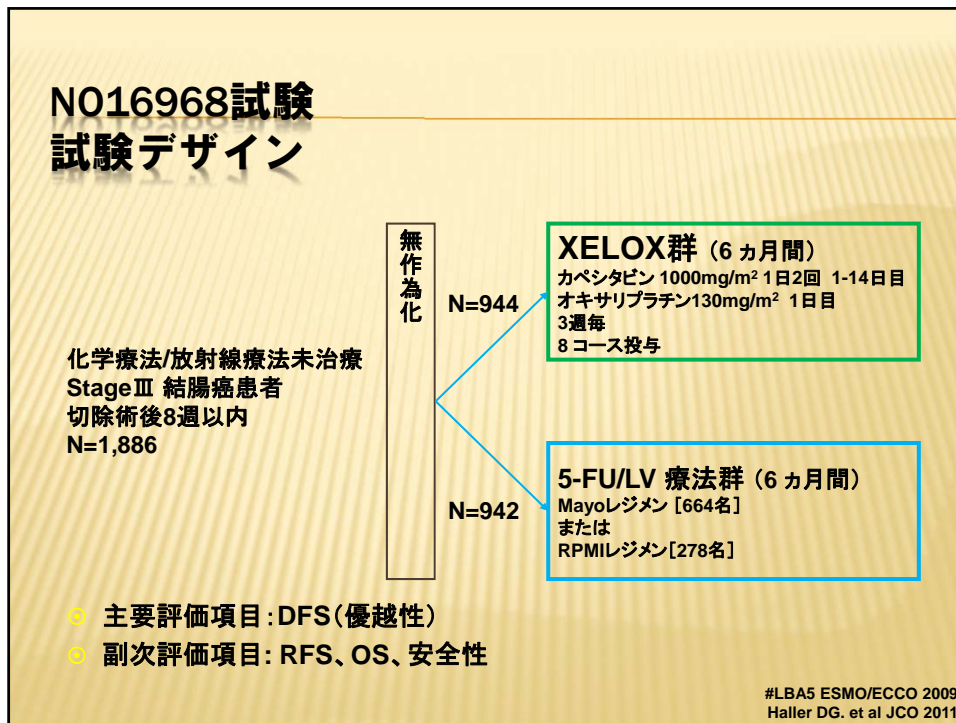 NO16968試験
試験デザイン
無作為化
N=944
XELOX群（6 ヵ月間）
カペシタビン 1000mg/m² 1日2回 1-14日目
オキサリプラチン130mg/m² 1日目
3週毎
8 コース投与
化学療法/放射線療法未治療
StageⅢ 結腸癌患者
切除術後8週以内
N=1,886
N=942
5-FU/LV 療法群（6 ヵ月間）
Mayoレジメン［664名］
または
RPMIレジメン［278名］
主要評価項目：DFS（優越性）
副次評価項目: RFS、OS、安全性
#LBA5 ESMO/ECCO 2009
Haller DG. et al JCO 2011